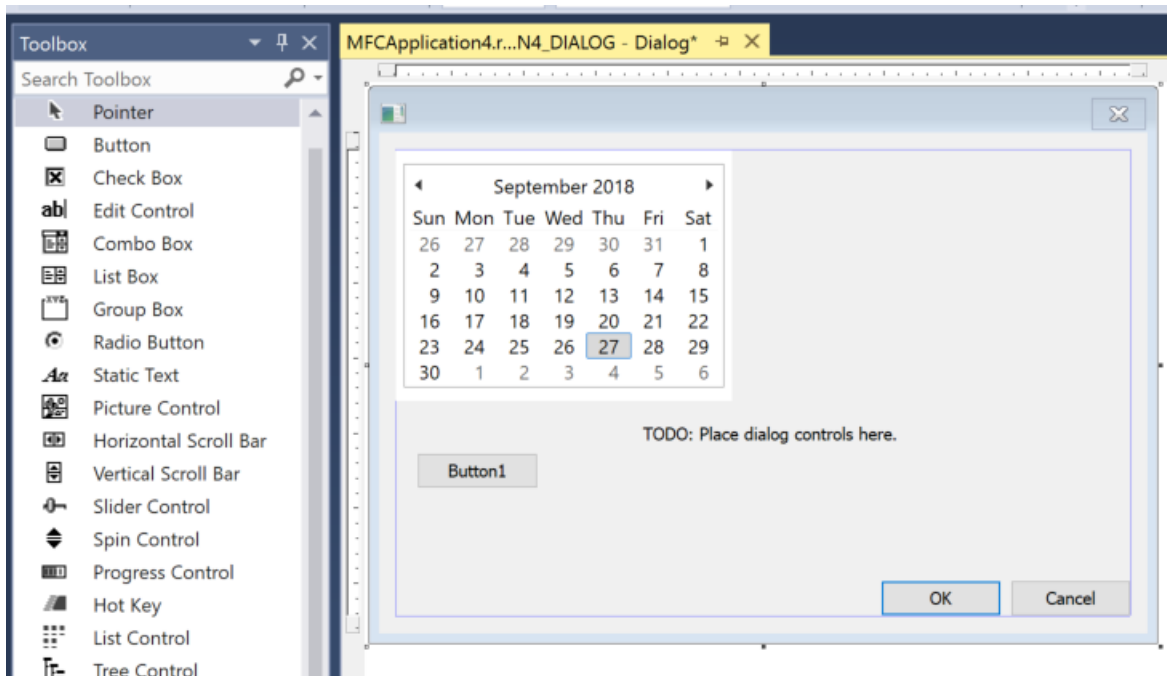 Toolbox
Search Toolbox
Pointer
Button
Check Box
ab| Edit Control
Combo Box
List Box
XYZ Group Box
Radio Button
Aa Static Text
Picture Control
Horizontal Scroll Bar
Vertical Scroll Bar
Slider Control
Spin Control
Progress Control
Hot Key
List Control
Tree Control
MFCApplication4.r...N4_DIALOG - Dialog*
September 2018
Sun Mon Tue Wed Thu Fri Sat
26 27 28 29 30 31 1
2 3 4 5 6 7 8
9 10 11 12 13 14 15
16 17 18 19 20 21 22
23 24 25 26 27 28 29
30 1 2 3 4 5 6
TODO: Place dialog controls here.
Button1
OK Cancel